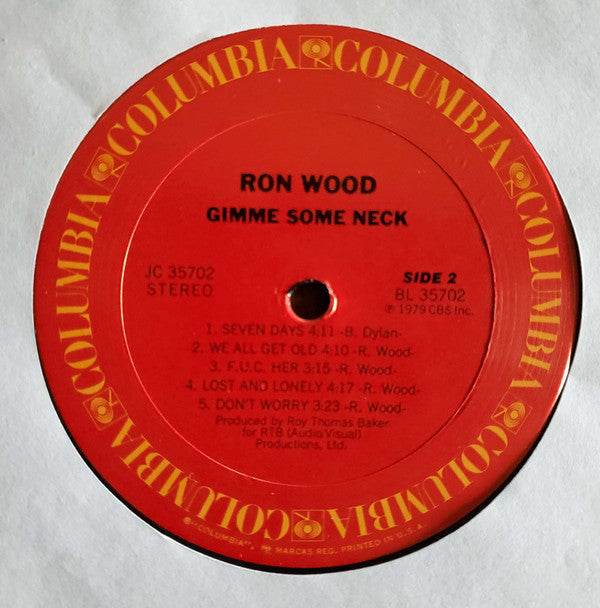 COLUMBIA COLUMBIA COLUMBIA COLUMBIA COLUMBIA COLUMBIA
RON WOOD
GIMME SOME NECK
JC 35702
STEREO
SIDE 2
BL 35702
℗ 1979 CBS Inc.
1. SEVEN DAYS 4:11 -B. Dylan-
2. WE ALL GET OLD 4:10 -R. Wood-
3. F.U.C. HER 3:15 -R. Wood-
4. LOST AND LONELY 4:17 -R. Wood-
5. DON'T WORRY 3:23 -R. Wood-
Produced by Roy Thomas Baker
for RTB (Audio Visual)
Productions, Ltd.
®"COLUMBIA", MARCAS REG. PRINTED IN U.S.A.